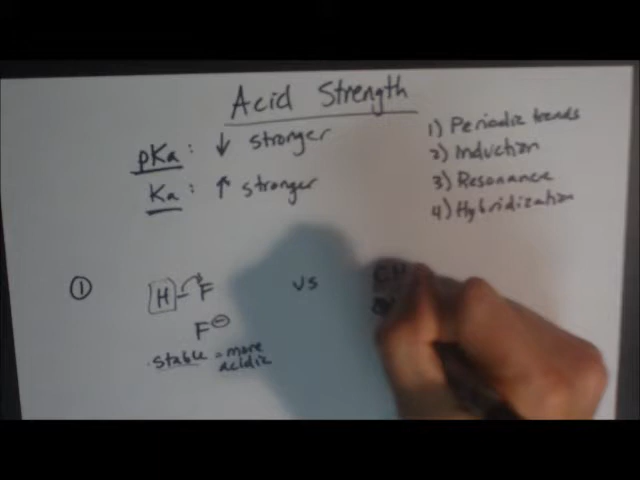 Acid Strength
pKa: ↓ stronger
Ka: ↑ stronger
1) Periodic trends
2) Induction
3) Resonance
4) Hybridization
① H-F vs CH
F⊖
stable = more
acidic